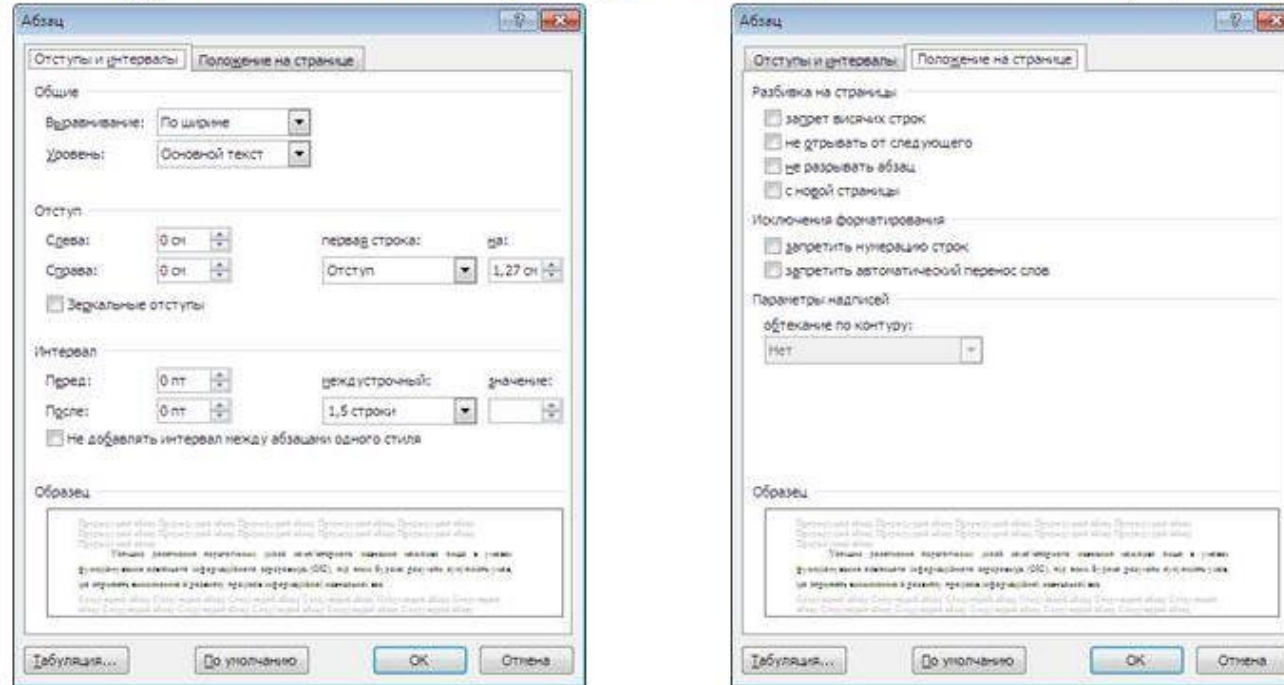 Абзац
Отступы и интервалы Положение на странице
Общие
Выравнивание: По ширине
Уровень: Основной текст
Отступ
Слева: 0 см первая строка: на:
Справа: 0 см Отступ 1,27 см
Зеркальные отступы
Интервал
Перед: 0 пт междустрочный: значение:
После: 0 пт 1,5 строки
Не добавлять интервал между абзацами одного стиля
Образец
Табуляция... По умолчанию ОК Отмена
Абзац
Отступы и интервалы Положение на странице
Разбивка на страницы
запрет висячих строк
не отрывать от следующего
не разрывать абзац
с новой страницы
Исключения форматирования
запретить нумерацию строк
запретить автоматический перенос слов
Параметры надписей
обтекание по контуру:
Нет
Образец
Табуляция... По умолчанию ОК Отмена